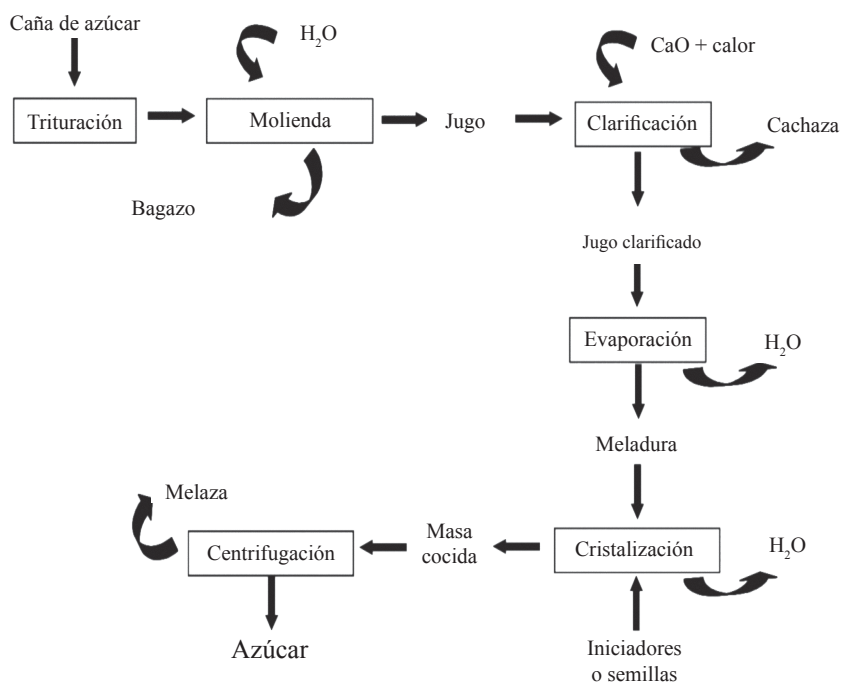 Caña de azúcar
H₂O
CaO + calor
Trituración
Molienda
Jugo
Clarificación
Cachaza
Bagazo
Jugo clarificado
Evaporación
H₂O
Meladura
Melaza
Centrifugación
Masa
cocida
Cristalización
H₂O
Azúcar
Iniciadores
o semillas